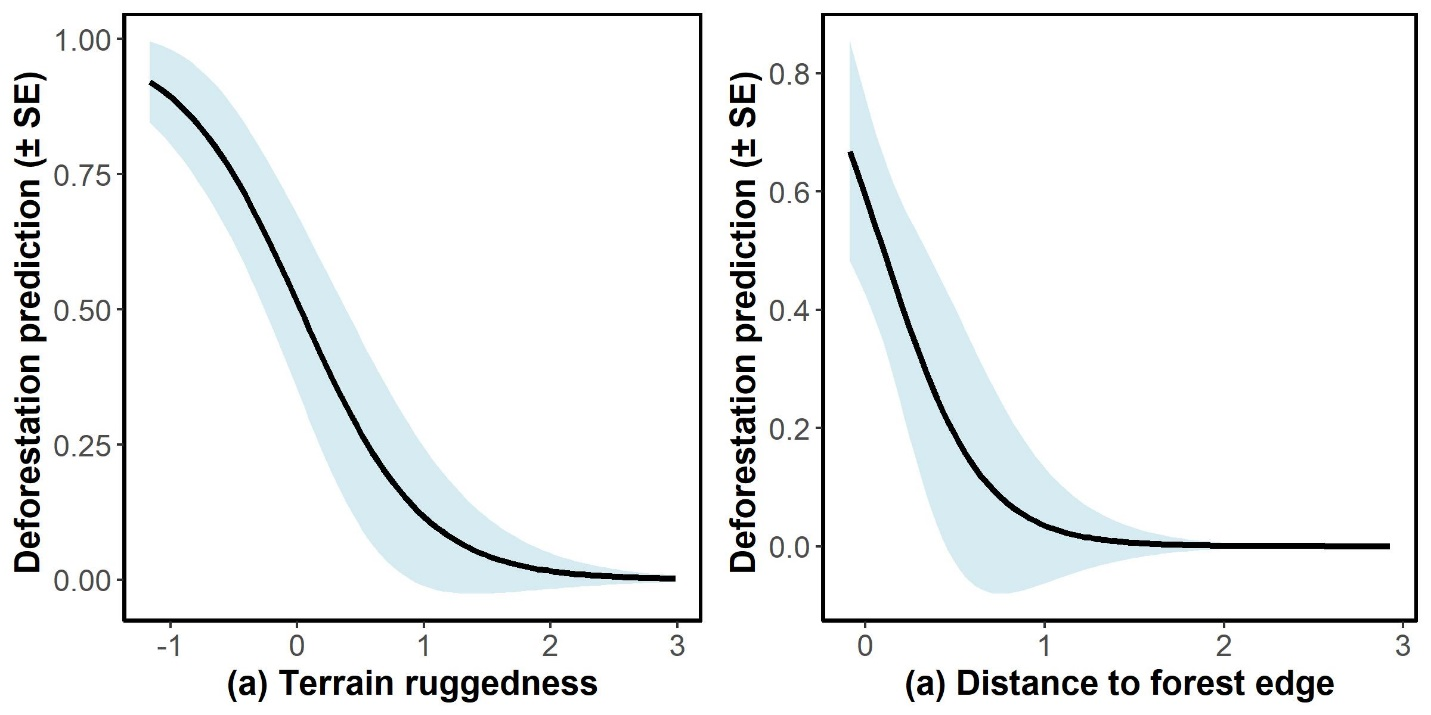 Deforestation prediction (± SE)
1.00
0.75
0.50
0.25
0.00
-1 0 1 2 3
(a) Terrain ruggedness
Deforestation prediction (± SE)
0.8
0.6
0.4
0.2
0.0
0 1 2 3
(a) Distance to forest edge